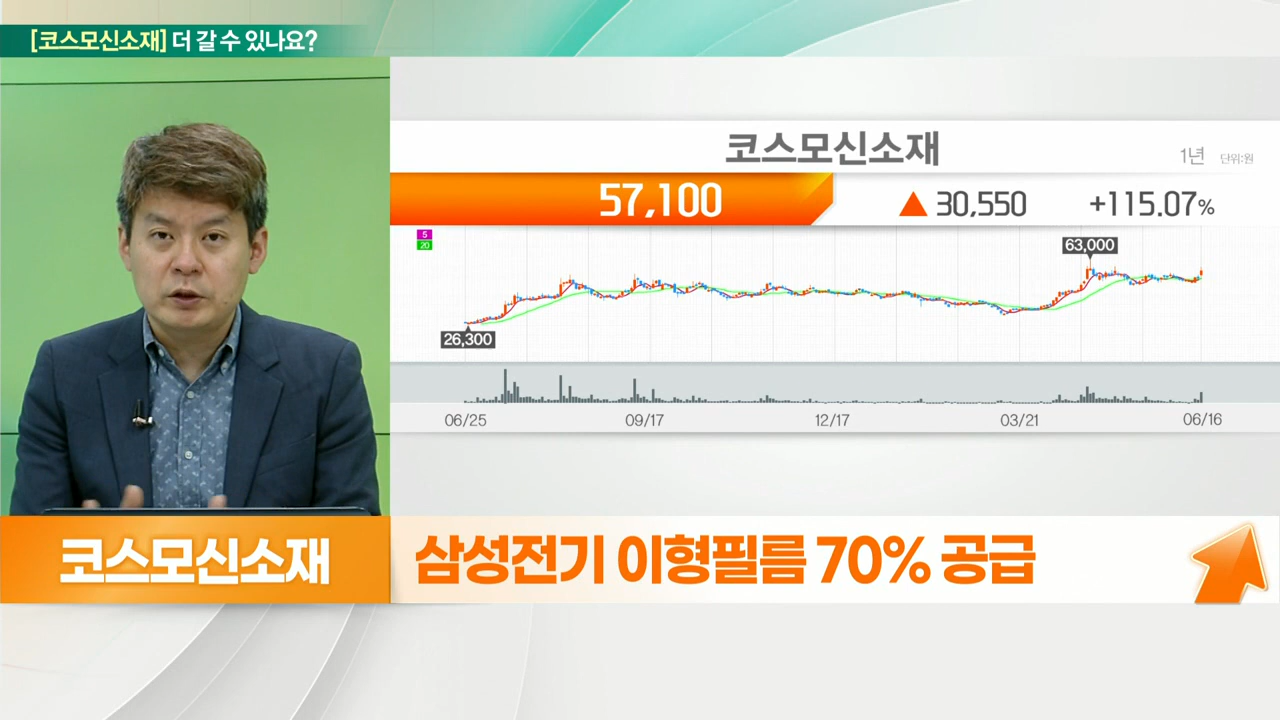 [코스모신소재] 더 갈 수 있나요?
코스모신소재
1년 단위:원
57,100 ▲ 30,550 +115.07%
5
20
63,000
26,300
06/25 09/17 12/17 03/21 06/16
코스모신소재 삼성전기 이형필름 70% 공급